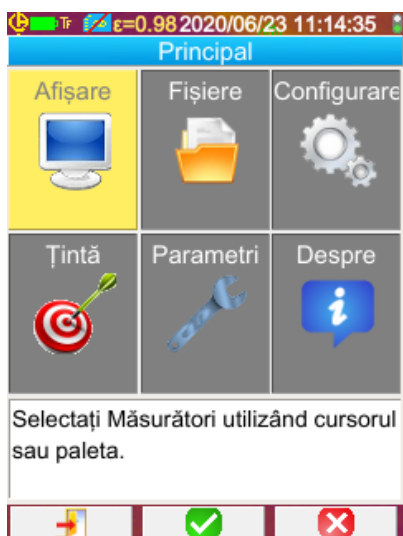 TF ε=0.98 2020/06/23 11:14:35
Principal
Afișare Fișiere Configurare
Țintă Parametri Despre
Selectați Măsurători utilizând cursorul
sau paleta.